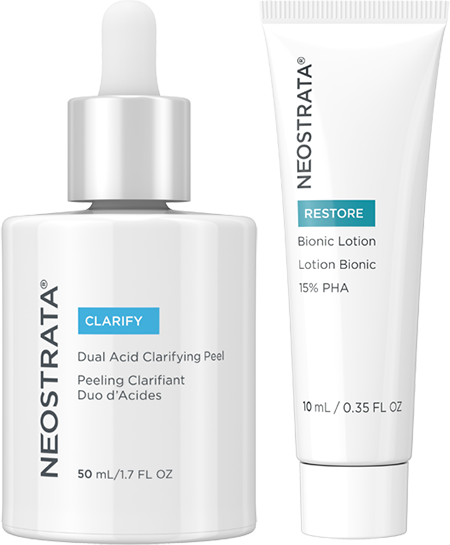 NEOSTRATA®
CLARIFY
Dual Acid Clarifying Peel
Peeling Clarifiant
Duo d'Acides
50 mL/1.7 FL OZ
NEOSTRATA®
RESTORE
Bionic Lotion
Lotion Bionic
15% PHA
10 mL / 0.35 FL OZ